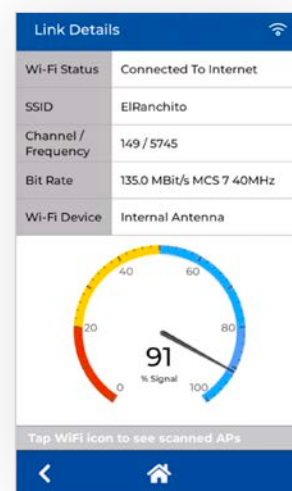 Link Details
Wi-Fi Status Connected To Internet
SSID ElRanchito
Channel /
Frequency 149 / 5745
Bit Rate 135.0 MBit/s MCS 7 40MHz
Wi-Fi Device Internal Antenna
40 60
20 80
91
% Signal
0 100
Tap WiFi icon to see scanned APs